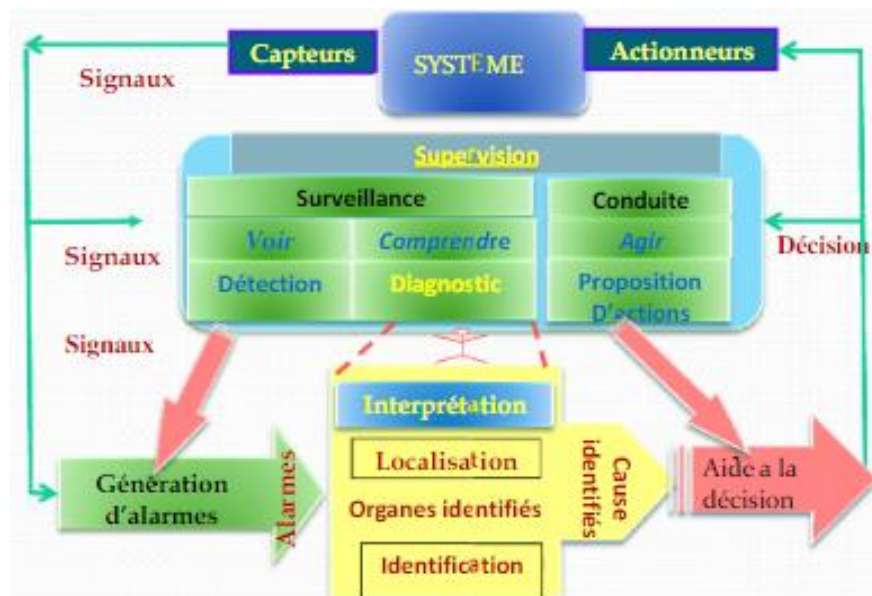 Capteurs
SYSTEME
Actionneurs
Signaux
Supervision
Surveillance
Conduite
Voir
Comprendre
Agir
Signaux
Décision
Détection
Diagnostic
Proposition
D'actions
Signaux
Interprétation
Localisation
Organes identifiés
Identification
Génération
d'alarmes
Alarmes
Cause
identifiés
Aide a la
décision